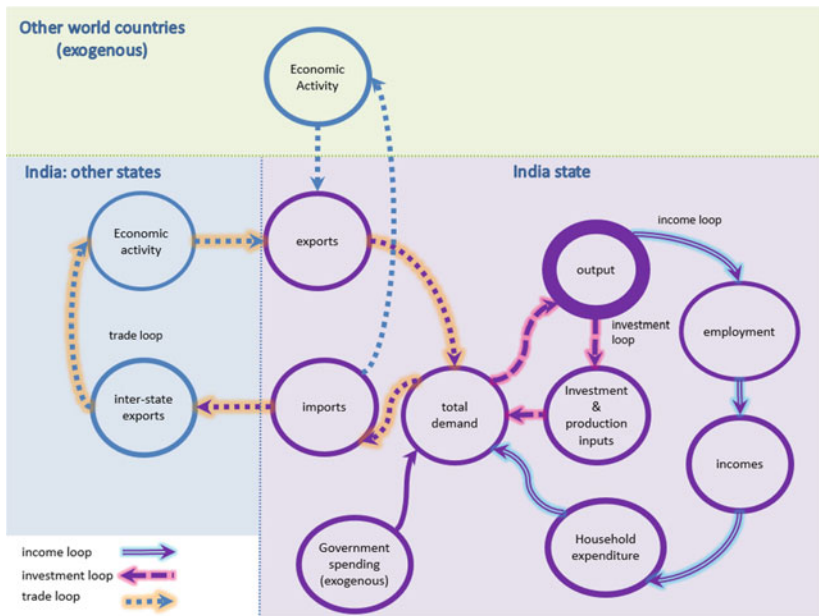 Other world countries
(exogenous)
Economic
Activity
India: other states
India state
Economic
activity
exports
output
income loop
employment
investment
loop
trade loop
inter-state
exports
imports
total
demand
Investment
&
production
inputs
incomes
Government
spending
(exogenous)
Household
expenditure
income loop
investment loop
trade loop